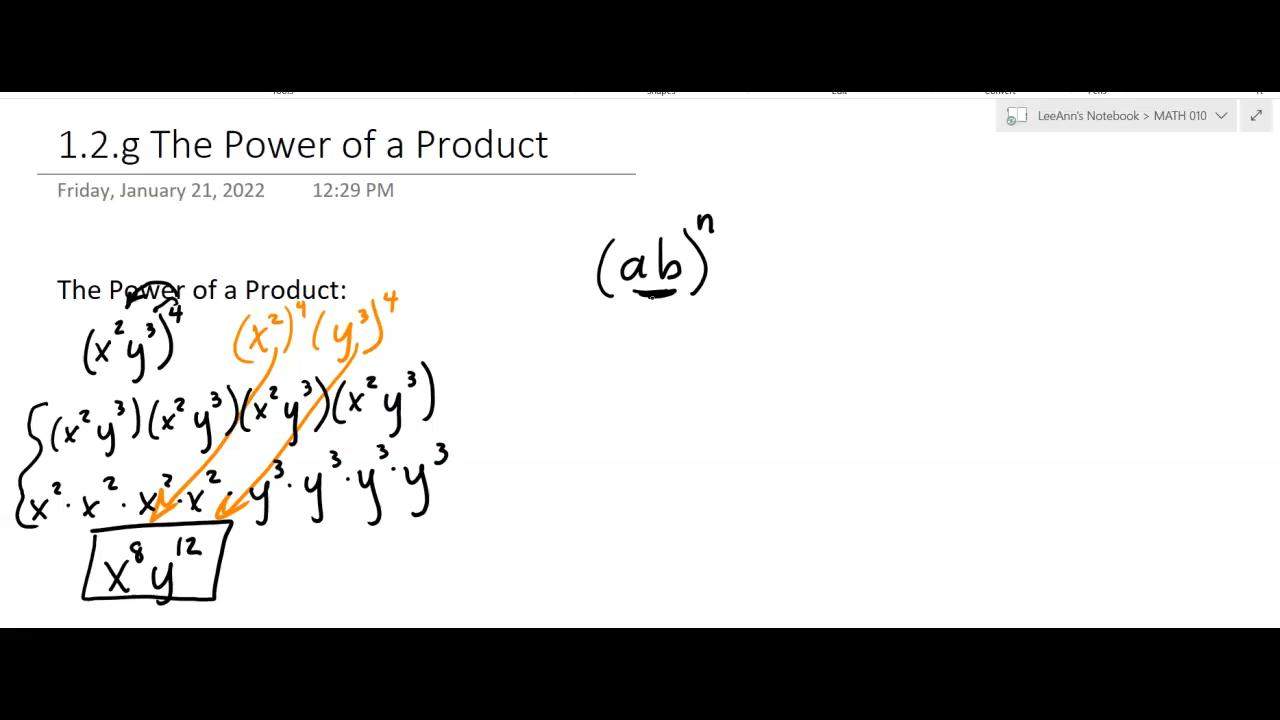 LeeAnn's Notebook > MATH 010
1.2.g The Power of a Product
Friday, January 21, 2022 12:29 PM
(ab)ⁿ
The Power of a Product:
(x²y³)⁴ (x²)⁴(y³)⁴
(x²y³)(x²y³)(x²y³)(x²y³)
x² · x² · x² · x² · y³ · y³ · y³ · y³
x⁸y¹²